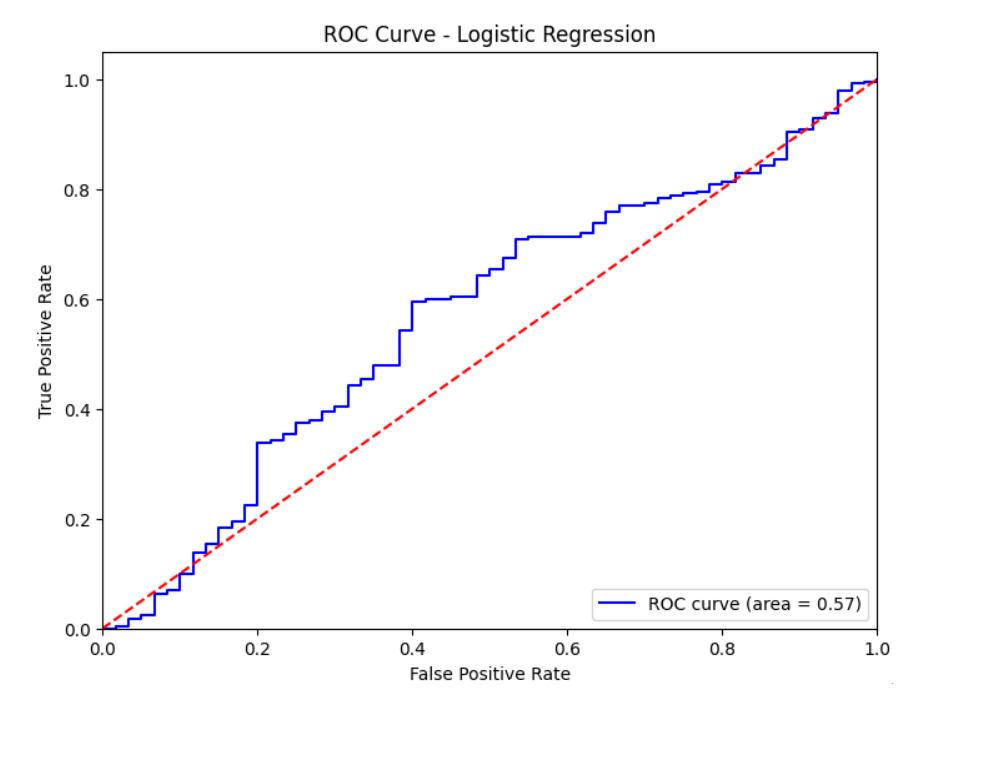 ROC Curve - Logistic Regression
1.0
0.8
0.6
0.4
0.2
0.0
True Positive Rate
ROC curve (area = 0.57)
0.0 0.2 0.4 0.6 0.8 1.0
False Positive Rate